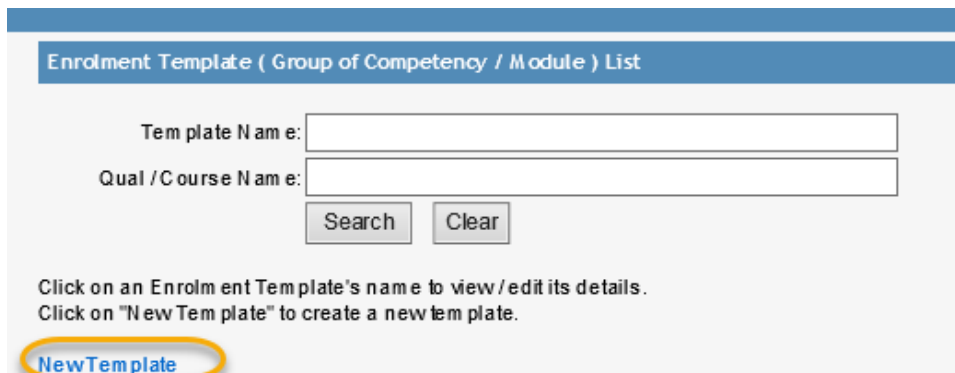 Enrolment Template ( Group of Competency / Module ) List
Template Name:
Qual / Course Name:
Search Clear
Click on an Enrolment Template's name to view / edit its details.
Click on "New Template" to create a new template.
New Template